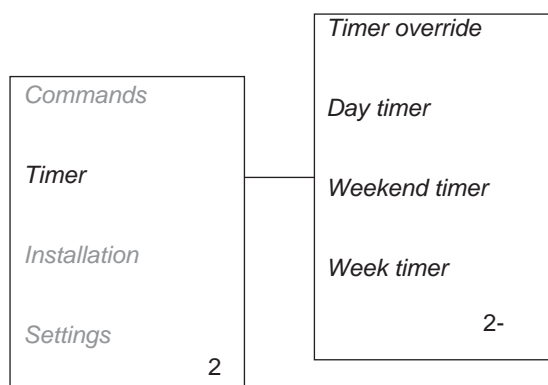 Commands
Timer
Installation
Settings
2
Timer override
Day timer
Weekend timer
Week timer
2-